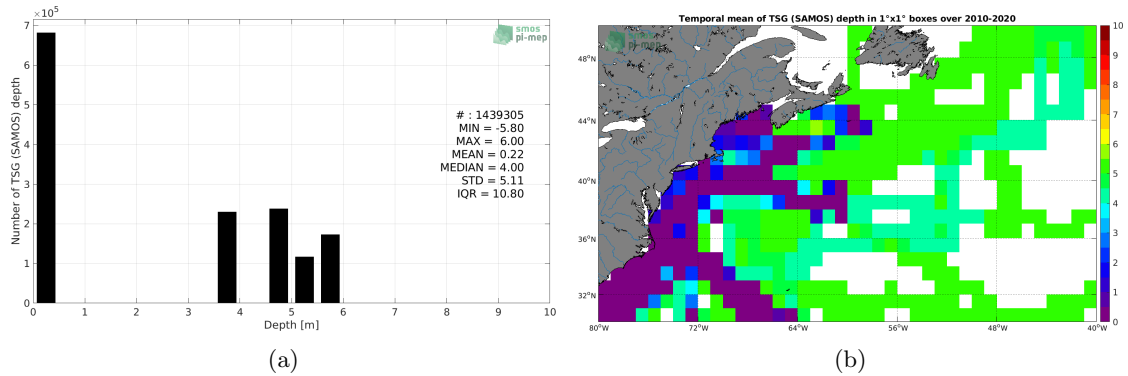 ×10⁵
7
6
5
4
3
2
1
0
Number of TSG (SAMOS) depth
smos
pi-mep
# : 1439305
MIN = -5.80
MAX = 6.00
MEAN = 0.22
MEDIAN = 4.00
STD = 5.11
IQR = 10.80
0 1 2 3 4 5 6 7 8 9 10
Depth [m]
(a)
Temporal mean of TSG (SAMOS) depth in 1°x1° boxes over 2010-2020
smos
pi-mep
48°N
44°N
40°N
36°N
32°N
80°W 72°W 64°W 56°W 48°W 40°W
10
9
8
7
6
5
4
3
2
1
0
(b)